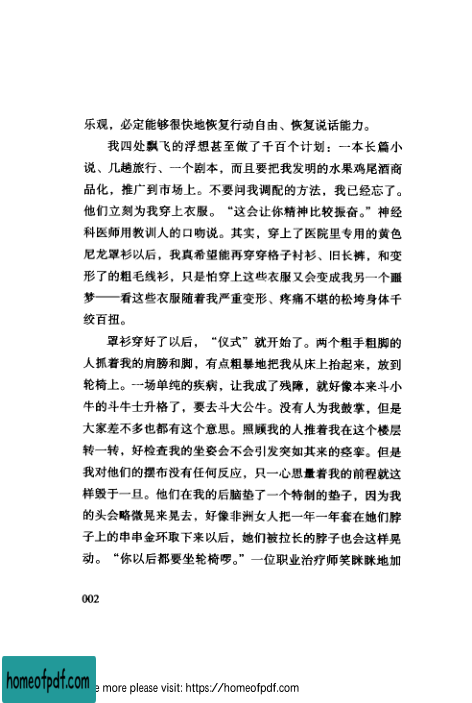 乐观，必定能够很快地恢复行动自由、恢复说话能力。
我四处飘飞的浮想甚至做了千百个计划：一本长篇小
说、几趟旅行、一个剧本，而且要把我发明的水果鸡尾酒商
品化，推广到市场上。不要问我调配的方法，我已经忘了。
他们立刻为我穿上衣服。“这会让你精神比较振奋。”神经
科医师用教训人的口吻说。其实，穿上了医院里专用的黄色
尼龙罩衫以后，我真希望能再穿穿格子衬衫、旧长裤，和变
形了的粗毛线衫，只是怕穿上这些衣服又会变成我另一个噩
梦——看这些衣服随着我严重变形、疼痛不堪的松垮身体千
绞百扭。
罩衫穿好了以后，“仪式”就开始了。两个粗手粗脚的
人抓着我的肩膀和脚，有点粗暴地把我从床上抬起来，放到
轮椅上。一场单纯的疾病，让我成了残障，就好像本来斗小
牛的斗牛士升格了，要去斗大公牛。没有人为我鼓掌，但是
大家差不多也都有这个意思。照顾我的人推着我在这个楼层
转一转，好检查我的坐姿会不会引发突如其来的痉挛。但是
我对他们的摆布没有任何反应，只一心思量着我的前程就这
样毁于一旦。他们在我的后脑垫了一个特制的垫子，因为我
的头会略微晃来晃去，好像非洲女人把一年一年套在她们脖
子上的串串金环取下来以后，她们被拉长的脖子也会这样晃
动。“你以后都要坐轮椅啰。”一位职业治疗师笑眯眯地加
002
homeofpdf.com
e more please visit: https://homeofpdf.com